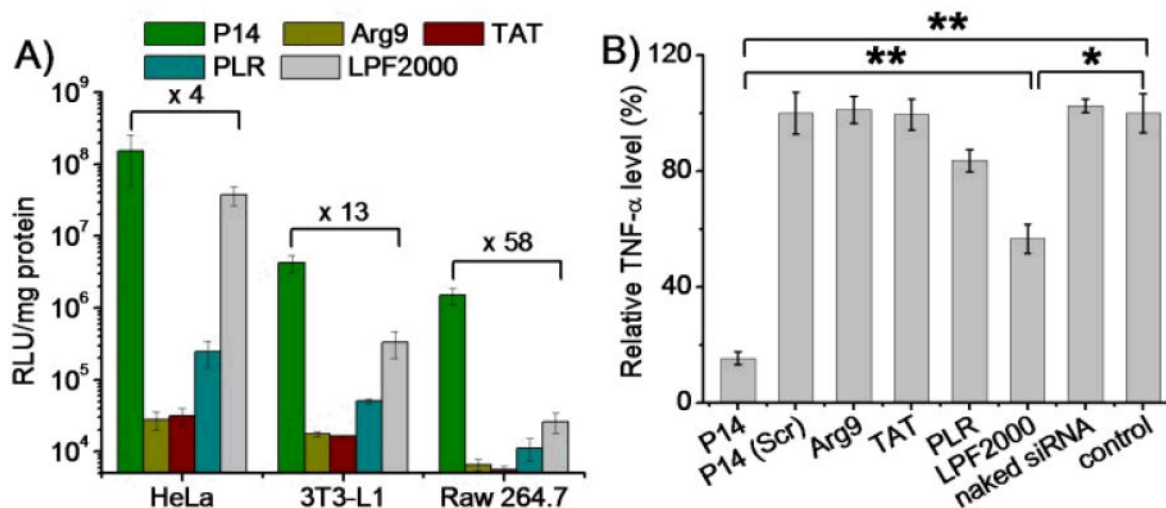 A)
P14 Arg9 TAT
PLR LPF2000
RLU/mg protein
10⁹
10⁸
10⁷
10⁶
10⁵
10⁴
x 4
x 13
x 58
HeLa 3T3-L1 Raw 264.7
B)
Relative TNF-α level (%)
120
80
40
0
**
**
*
P14
P14 (Scr)
Arg9
TAT
PLR
LPF2000
naked siRNA
control